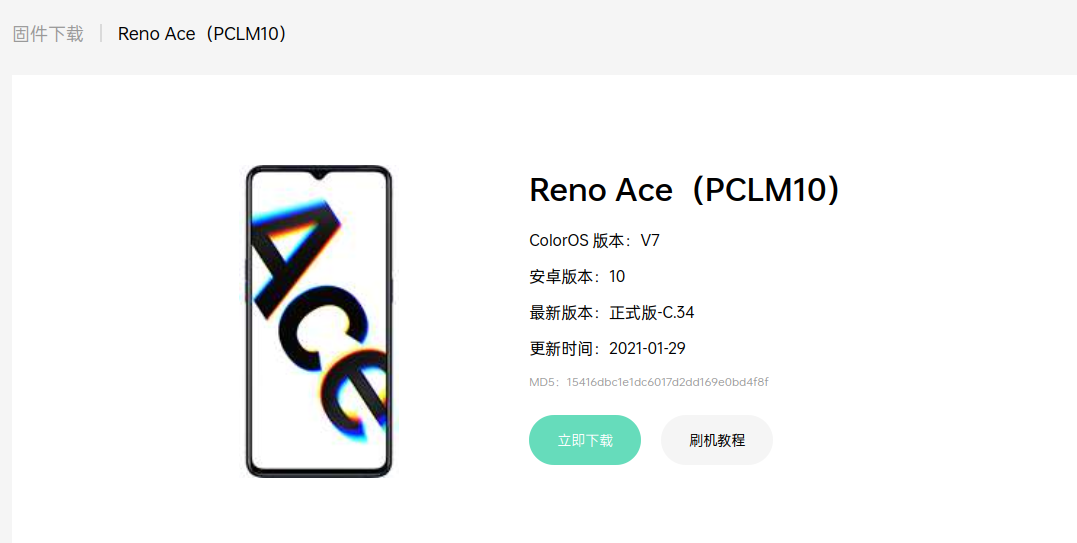 固件下载 | Reno Ace（PCLM10）
Ace
Reno Ace（PCLM10）
ColorOS 版本：V7
安卓版本：10
最新版本：正式版-C.34
更新时间：2021-01-29
MD5：15416dbc1e1dc6017d2dd169e0bd4f8f
立即下载
刷机教程